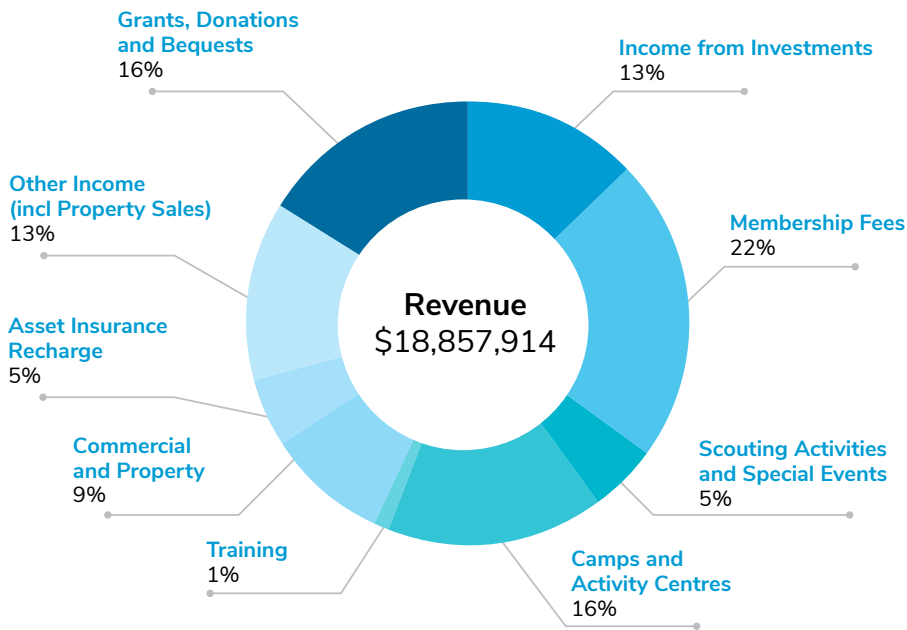 Grants, Donations
and Bequests
16%
Income from Investments
13%
Other Income
(incl Property Sales)
13%
Membership Fees
22%
Revenue
$18,857,914
Asset Insurance
Recharge
5%
Commercial
and Property
9%
Scouting Activities
and Special Events
5%
Training
1%
Camps and
Activity Centres
16%